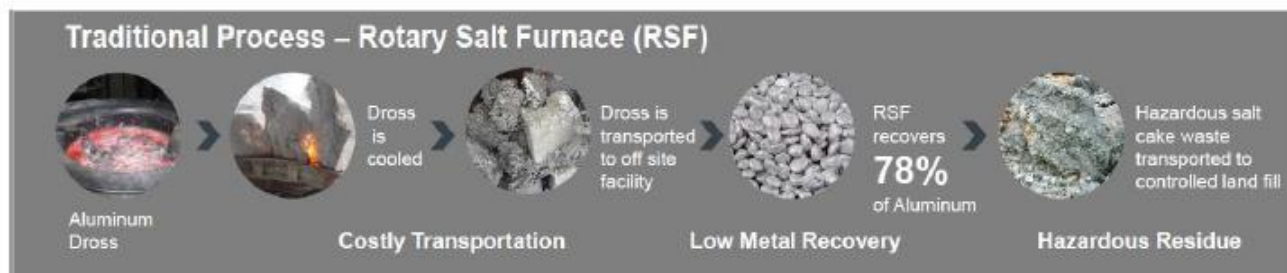 Traditional Process – Rotary Salt Furnace (RSF)
Aluminum
Dross
Dross
is
cooled
Dross is
transported
to off site
facility
RSF
recovers
78%
of Aluminum
Hazardous salt
cake waste
transported to
controlled land fill
Costly Transportation
Low Metal Recovery
Hazardous Residue